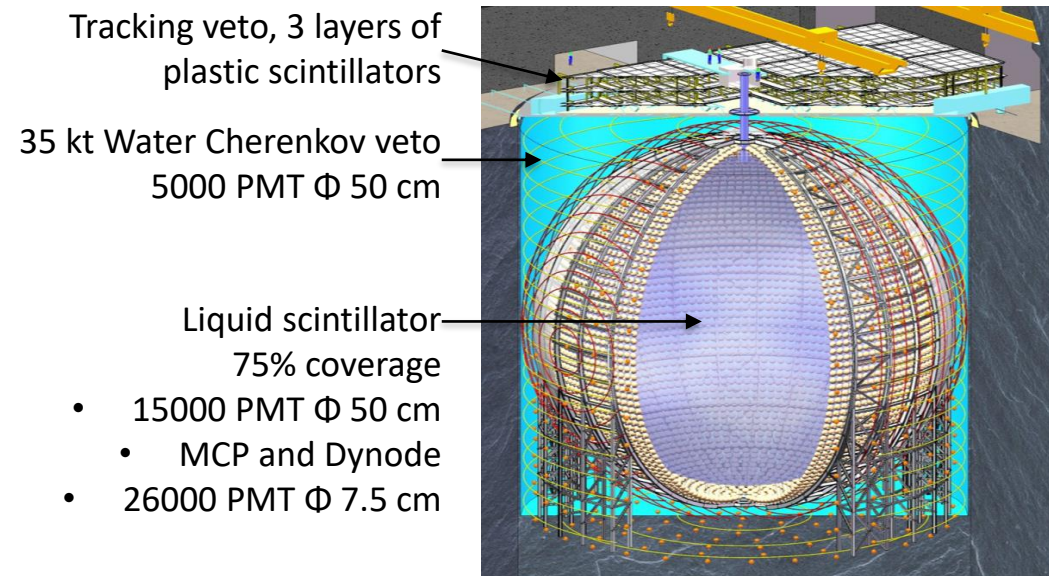 Tracking veto, 3 layers of
plastic scintillators
35 kt Water Cherenkov veto
5000 PMT Φ 50 cm
Liquid scintillator
75% coverage
• 15000 PMT Φ 50 cm
• MCP and Dynode
• 26000 PMT Φ 7.5 cm